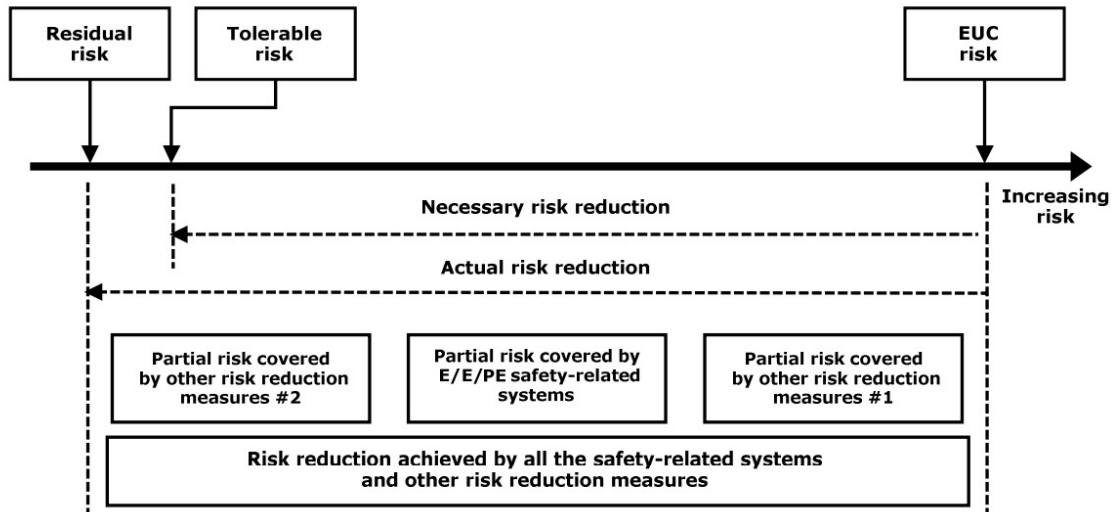 Residual
risk
Tolerable
risk
EUC
risk
Increasing
risk
Necessary risk reduction
Actual risk reduction
Partial risk covered
by other risk reduction
measures #2
Partial risk covered by
E/E/PE safety-related
systems
Partial risk covered
by other risk reduction
measures #1
Risk reduction achieved by all the safety-related systems
and other risk reduction measures